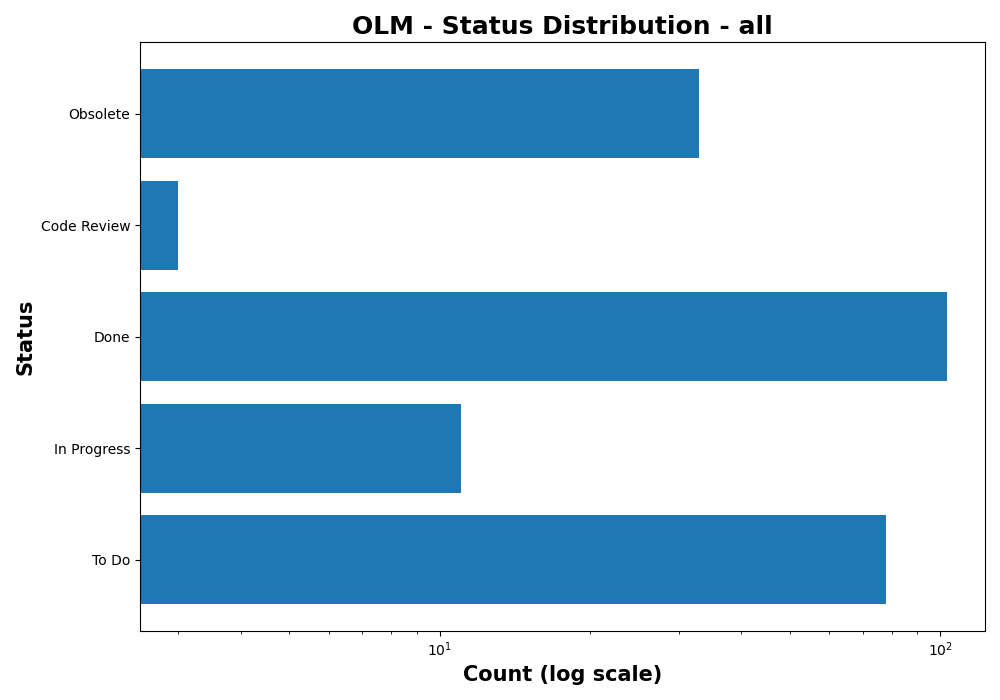 OLM - Status Distribution - all
Obsolete
Code Review
Done
In Progress
To Do
Status
10¹
10²
Count (log scale)